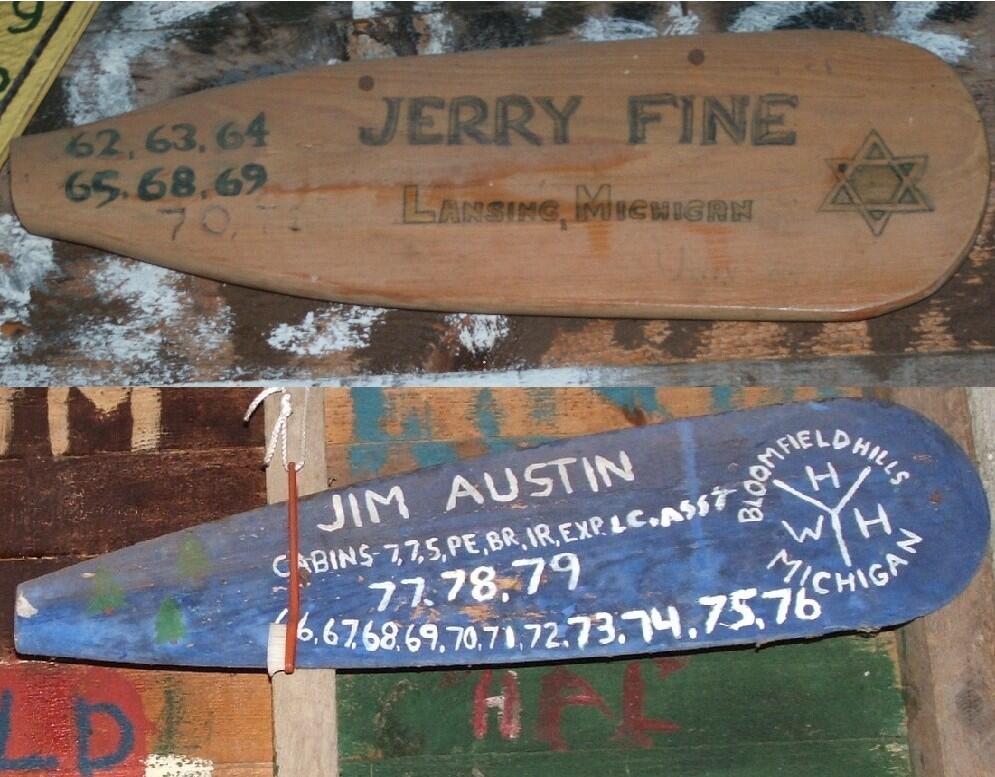 62, 63, 64
65, 68, 69
70, 71
JERRY FINE
LANSING, MICHIGAN
JIM AUSTIN
CABINS-7,7,5,PE,BR,IR,EXP.LC.ASST
77.78.79
66,67,68,69,70,71,72,73.74.75,76
BLOOMFIELD HILLS
H
W H
MICHIGAN
LD
HAL